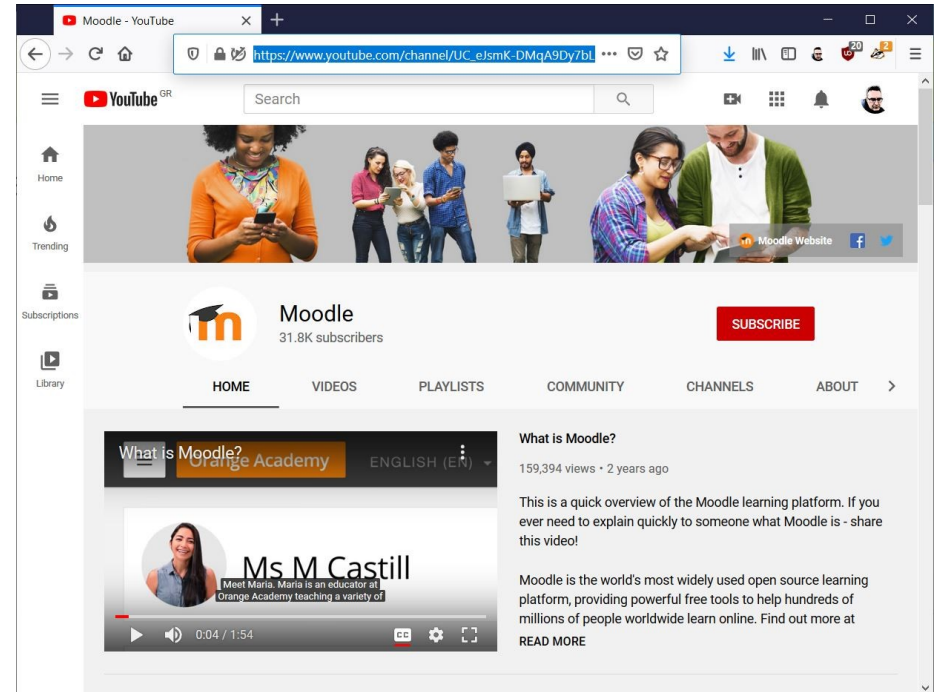 Moodle - YouTube
https://www.youtube.com/channel/UC_eJsmK-DMqA9Dy7bL
20
2
YouTube GR
Search
Home
Trending
Subscriptions
Library
Moodle Website
m
Moodle
31.8K subscribers
SUBSCRIBE
HOME VIDEOS PLAYLISTS COMMUNITY CHANNELS ABOUT
What is Moodle?
Orange Academy ENGLISH (EN)
Ms M Castill
Meet Maria. Maria is an educator at
Orange Academy teaching a variety of
0:04 / 1:54
CC
What is Moodle?
159,394 views • 2 years ago
This is a quick overview of the Moodle learning platform. If you
ever need to explain quickly to someone what Moodle is - share
this video!
Moodle is the world's most widely used open source learning
platform, providing powerful free tools to help hundreds of
millions of people worldwide learn online. Find out more at
READ MORE